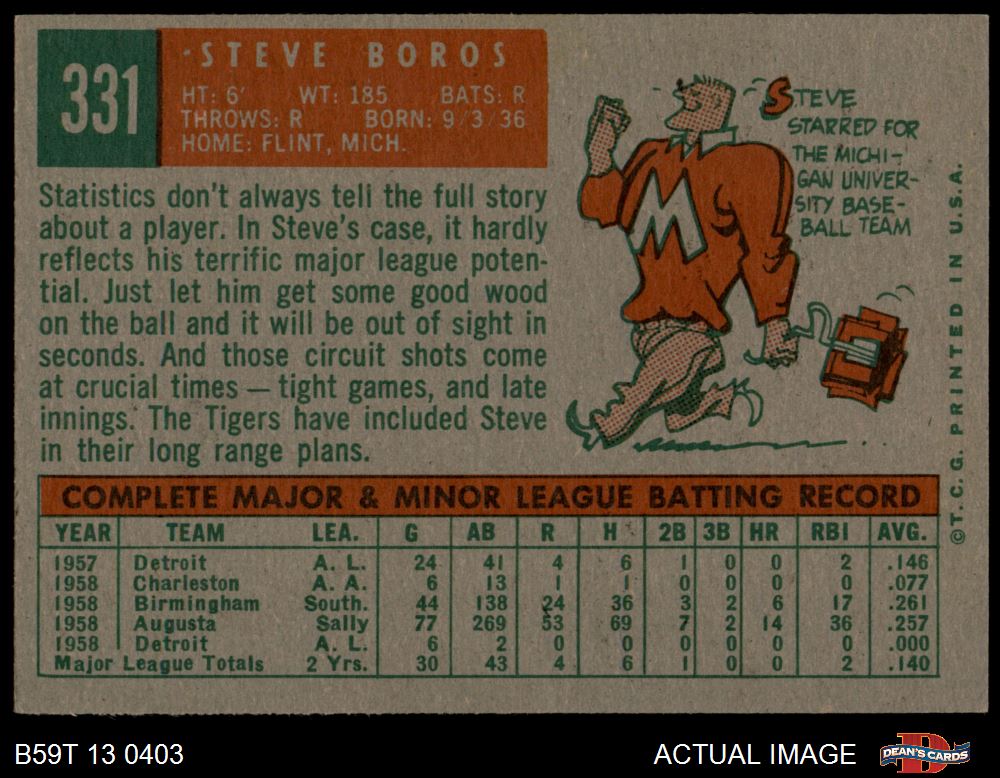 331
STEVE BOROS
HT: 6' WT: 185 BATS: R
THROWS: R BORN: 9/3/36
HOME: FLINT, MICH.
Statistics don't always tell the full story
about a player. In Steve's case, it hardly
reflects his terrific major league poten-
tial. Just let him get some good wood
on the ball and it will be out of sight in
seconds. And those circuit shots come
at crucial times — tight games, and late
innings. The Tigers have included Steve
in their long range plans.
STEVE
STARRED FOR
THE MICHI-
GAN UNIVER-
SITY BASE-
BALL TEAM
M
© T. C. G. PRINTED IN U.S.A.
COMPLETE MAJOR & MINOR LEAGUE BATTING RECORD
YEAR TEAM LEA. G AB R H 2B 3B HR RBI AVG.
1957 Detroit A. L. 24 41 4 6 1 0 0 2 .146
1958 Charleston A. A. 6 13 1 1 0 0 0 0 .077
1958 Birmingham South. 44 138 24 36 3 2 6 17 .261
1958 Augusta Sally 77 269 53 69 7 2 14 36 .257
1958 Detroit A. L. 6 2 0 0 0 0 0 0 .000
Major League Totals 2 Yrs. 30 43 4 6 1 0 0 2 .140
B59T 13 0403
ACTUAL IMAGE
D
DEAN'S CARDS